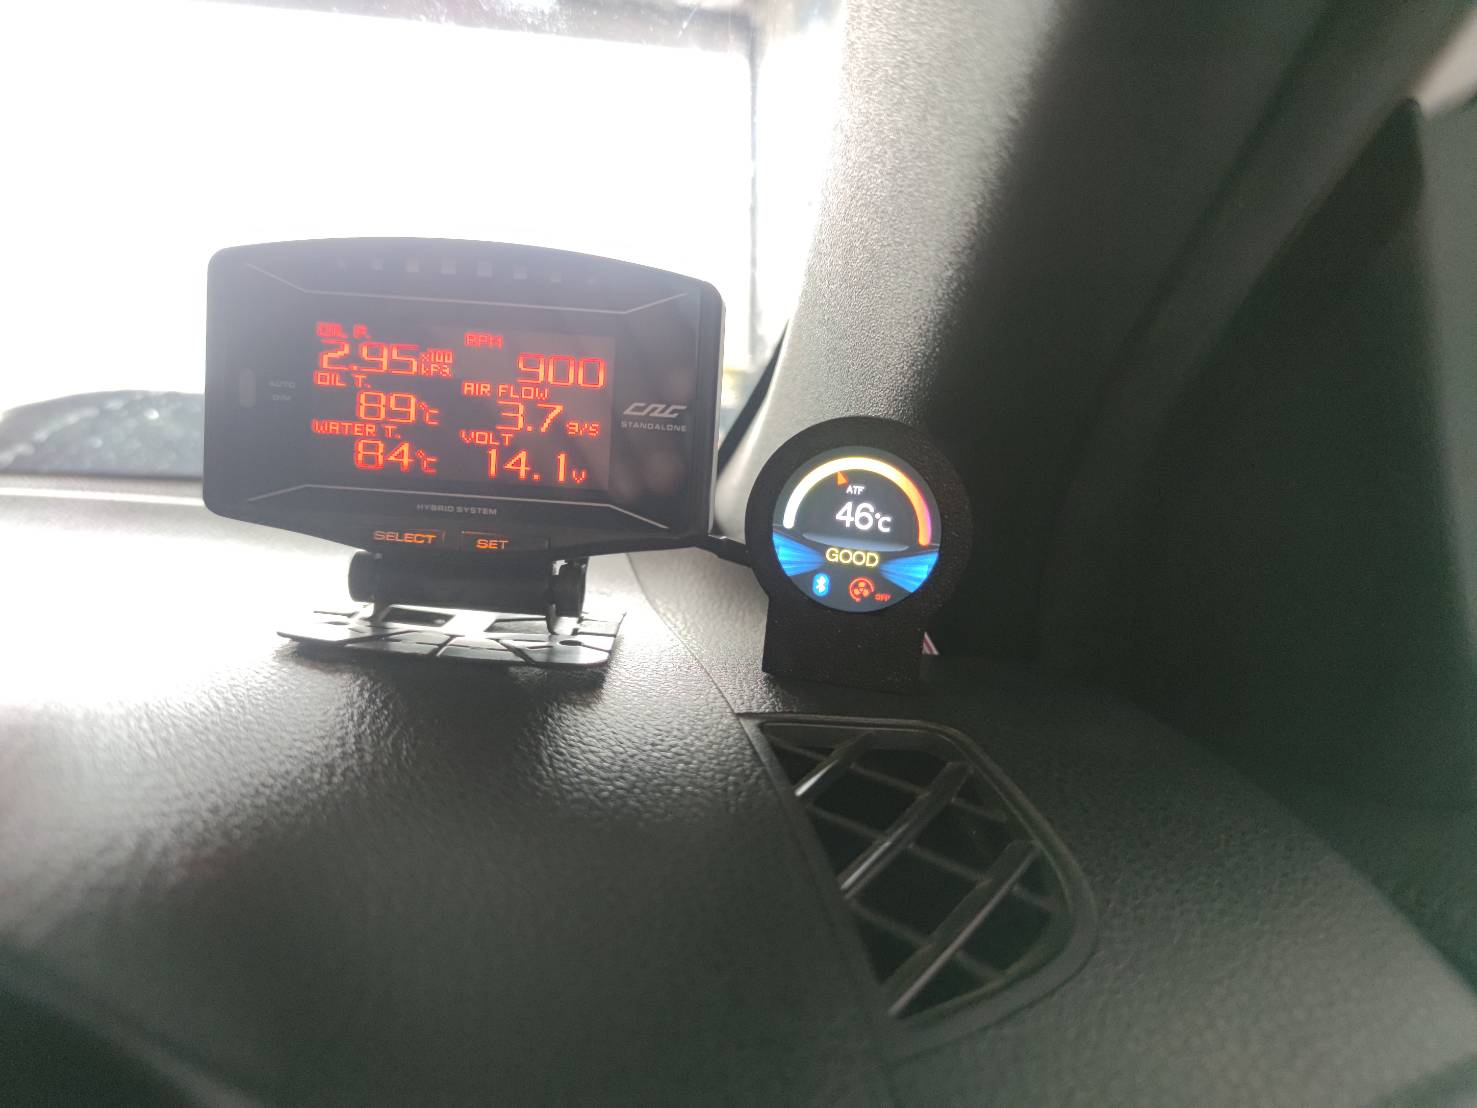 OIL P.
2.95 x100 kPa
RPM
900
OIL T.
89°C
AIR FLOW
3.7 g/s
WATER T.
84°C
VOLT
14.1v
AUTO
DIM
STANDALONE
HYBRID SYSTEM
SELECT
SET
ATF
46°C
GOOD
OFF